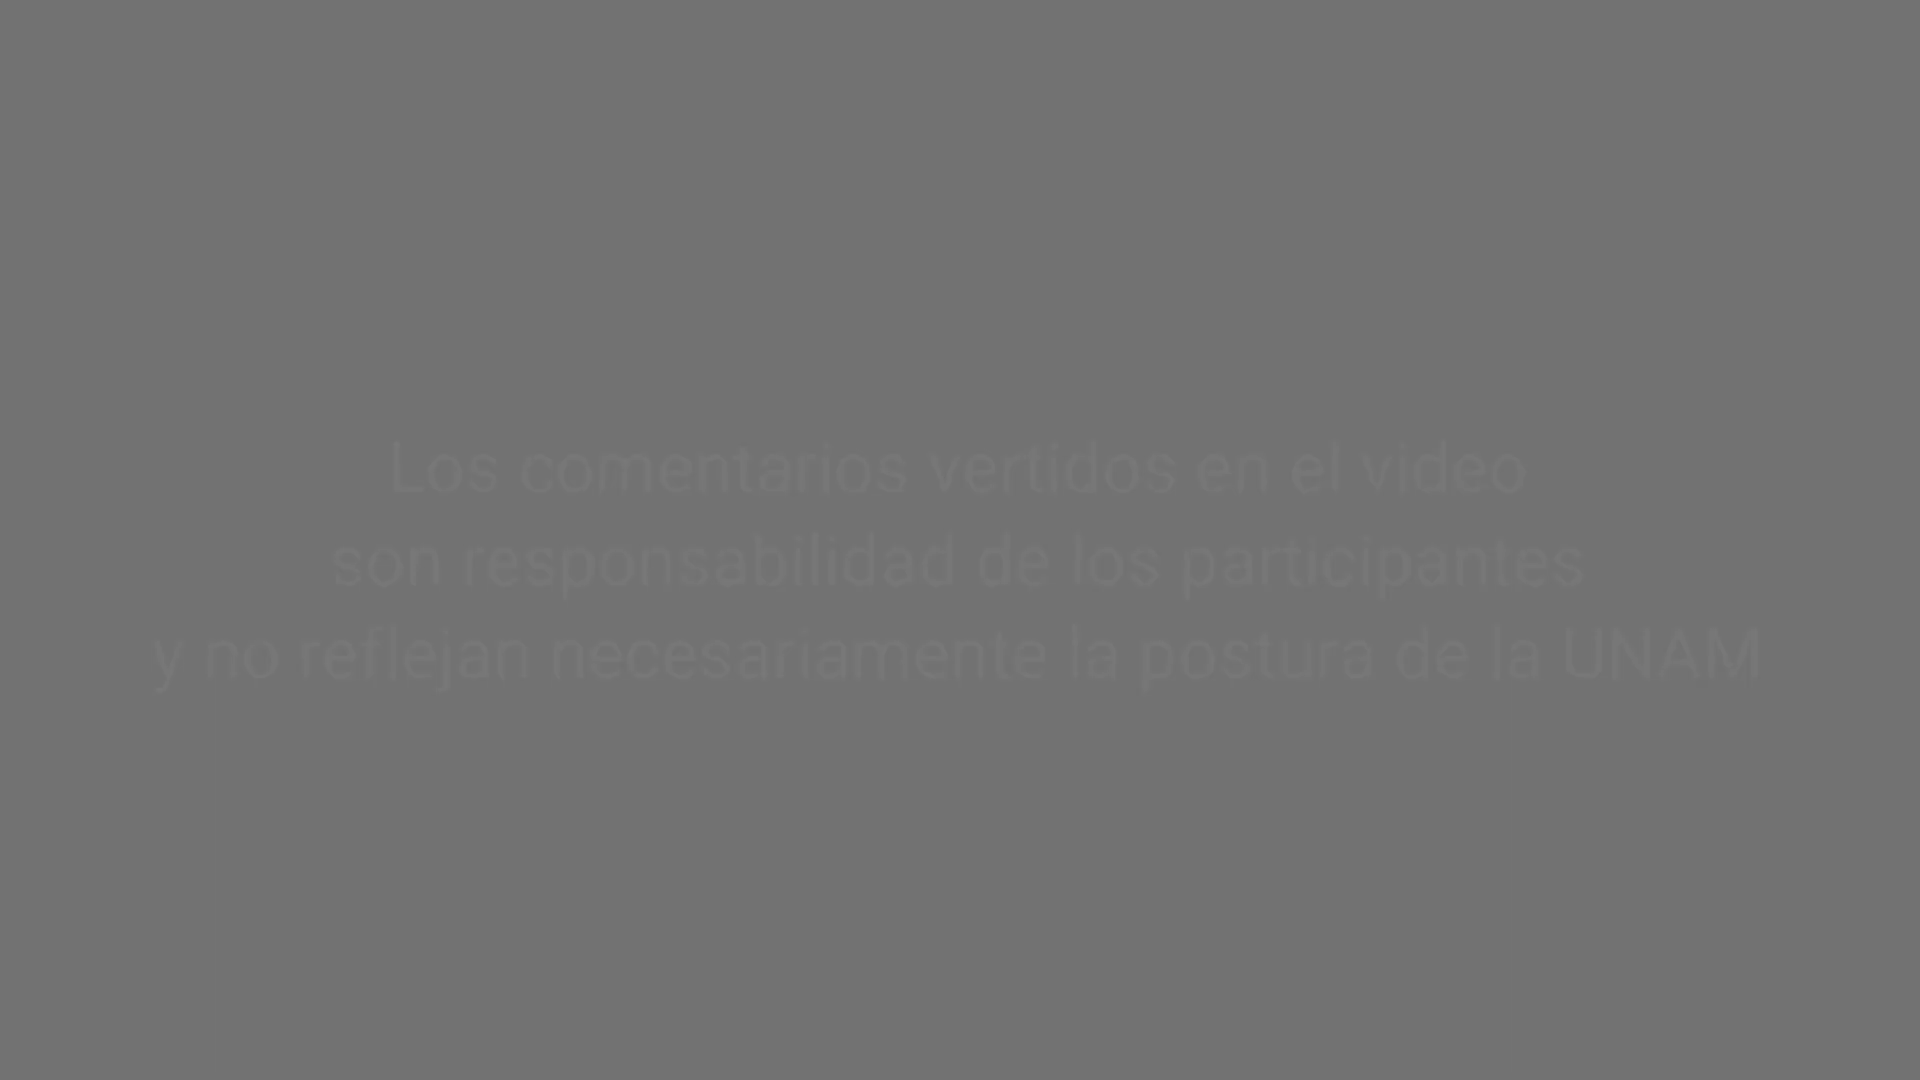 Los comentarios vertidos en el video
son responsabilidad de los participantes
y no reflejan necesariamente la postura de la UNAM